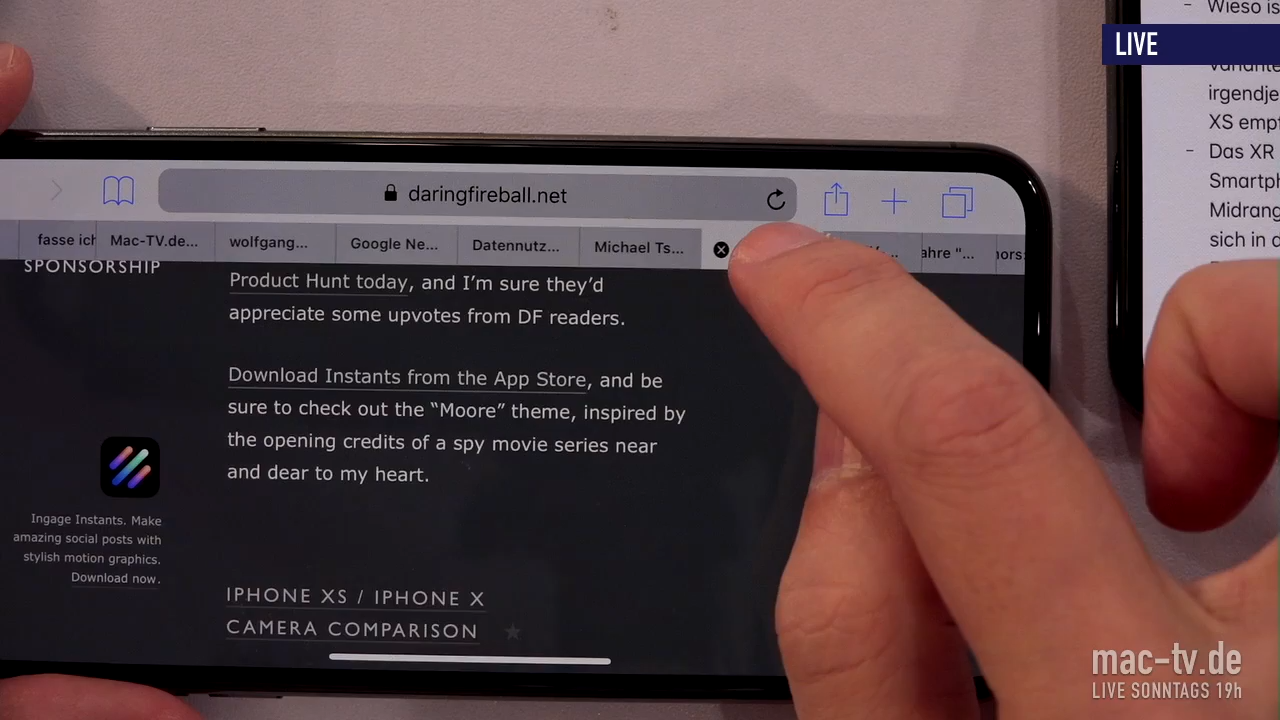 LIVE
- Wieso is
variante
irgendje
XS empf
- Das XR
Smartph
Midrang
sich in d
daringfireball.net
fasse ich
Mac-TV.de...
wolfgang...
Google Ne...
Datennutz...
Michael Ts...
ahre "...
hors:
SPONSORSHIP
Product Hunt today, and I’m sure they’d
appreciate some upvotes from DF readers.
Download Instants from the App Store, and be
sure to check out the “Moore” theme, inspired by
the opening credits of a spy movie series near
and dear to my heart.
Ingage Instants. Make
amazing social posts with
stylish motion graphics.
Download now.
IPHONE XS / IPHONE X
CAMERA COMPARISON
mac-tv.de
LIVE SONNTAGS 19h